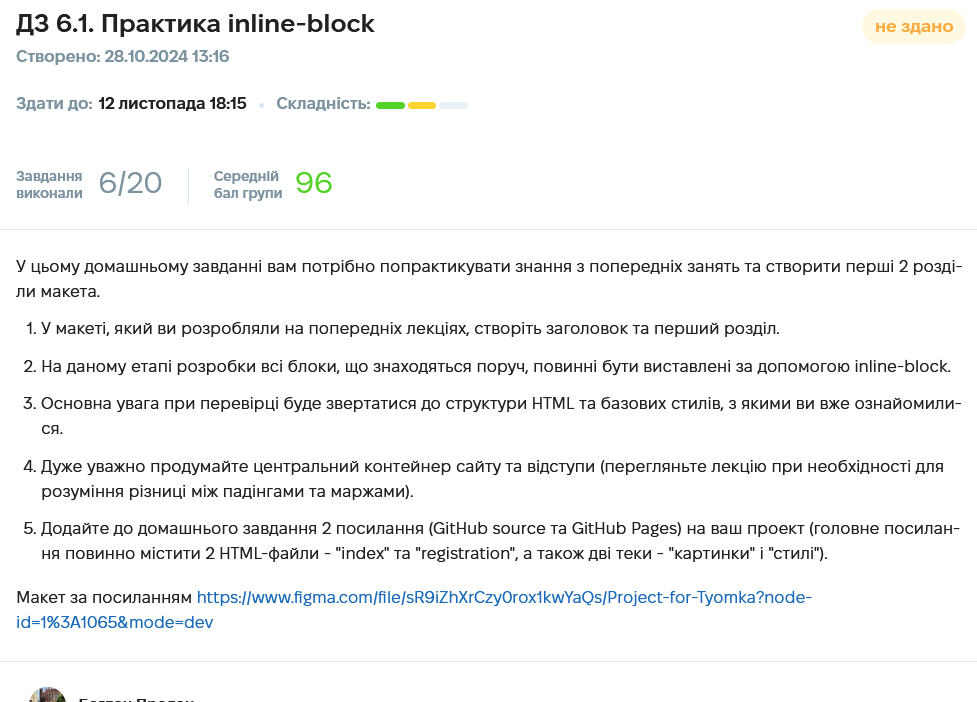 ДЗ 6.1. Практика inline-block
не здано
Створено: 28.10.2024 13:16
Здати до: 12 листопада 18:15 Складність:
Завдання виконали 6/20 Середній бал групи 96
У цьому домашньому завданні вам потрібно попрактикувати знання з попередніх занять та створити перші 2 розді-
ли макета.
1. У макеті, який ви розробляли на попередніх лекціях, створіть заголовок та перший розділ.
2. На даному етапі розробки всі блоки, що знаходяться поруч, повинні бути виставлені за допомогою inline-block.
3. Основна увага при перевірці буде звертатися до структури HTML та базових стилів, з якими ви вже ознайомили-
ся.
4. Дуже уважно продумайте центральний контейнер сайту та відступи (перегляньте лекцію при необхідності для
розуміння різниці між падінгами та маржами).
5. Додайте до домашнього завдання 2 посилання (GitHub source та GitHub Pages) на ваш проект (головне посилан-
ня повинно містити 2 HTML-файли - "index" та "registration", а також дві теки - "картинки" і "стилі").
Макет за посиланням https://www.figma.com/file/sR9iZhXrCzy0rox1kwYaQs/Project-for-Tyomka?node-
id=1%3A1065&mode=dev